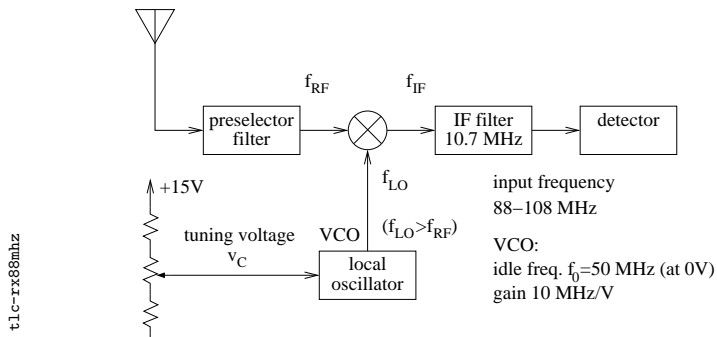 f_RF
f_IF
preselector
filter
IF filter
10.7 MHz
detector
f_LO
(f_LO>f_RF)
+15V
tuning voltage
v_C
VCO
local
oscillator
input frequency
88–108 MHz
VCO:
idle freq. f_0=50 MHz (at 0V)
gain 10 MHz/V
tlc-rx88mhz